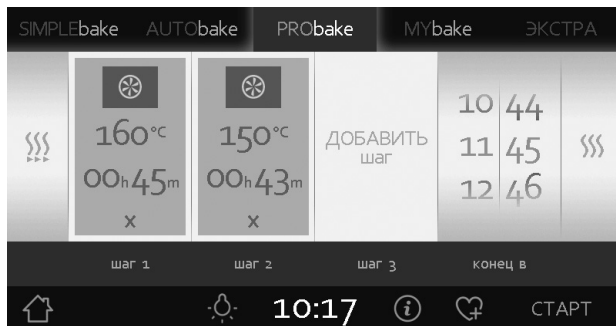 SIMPLEbake AUTObake PRObake MYbake ЭКСТРА
160°C 150°C ДОБАВИТЬ шаг 10 44
11 45
00h45m 00h43m 12 46
x x
шаг 1 шаг 2 шаг 3 конец в
10:17 i СТАРТ